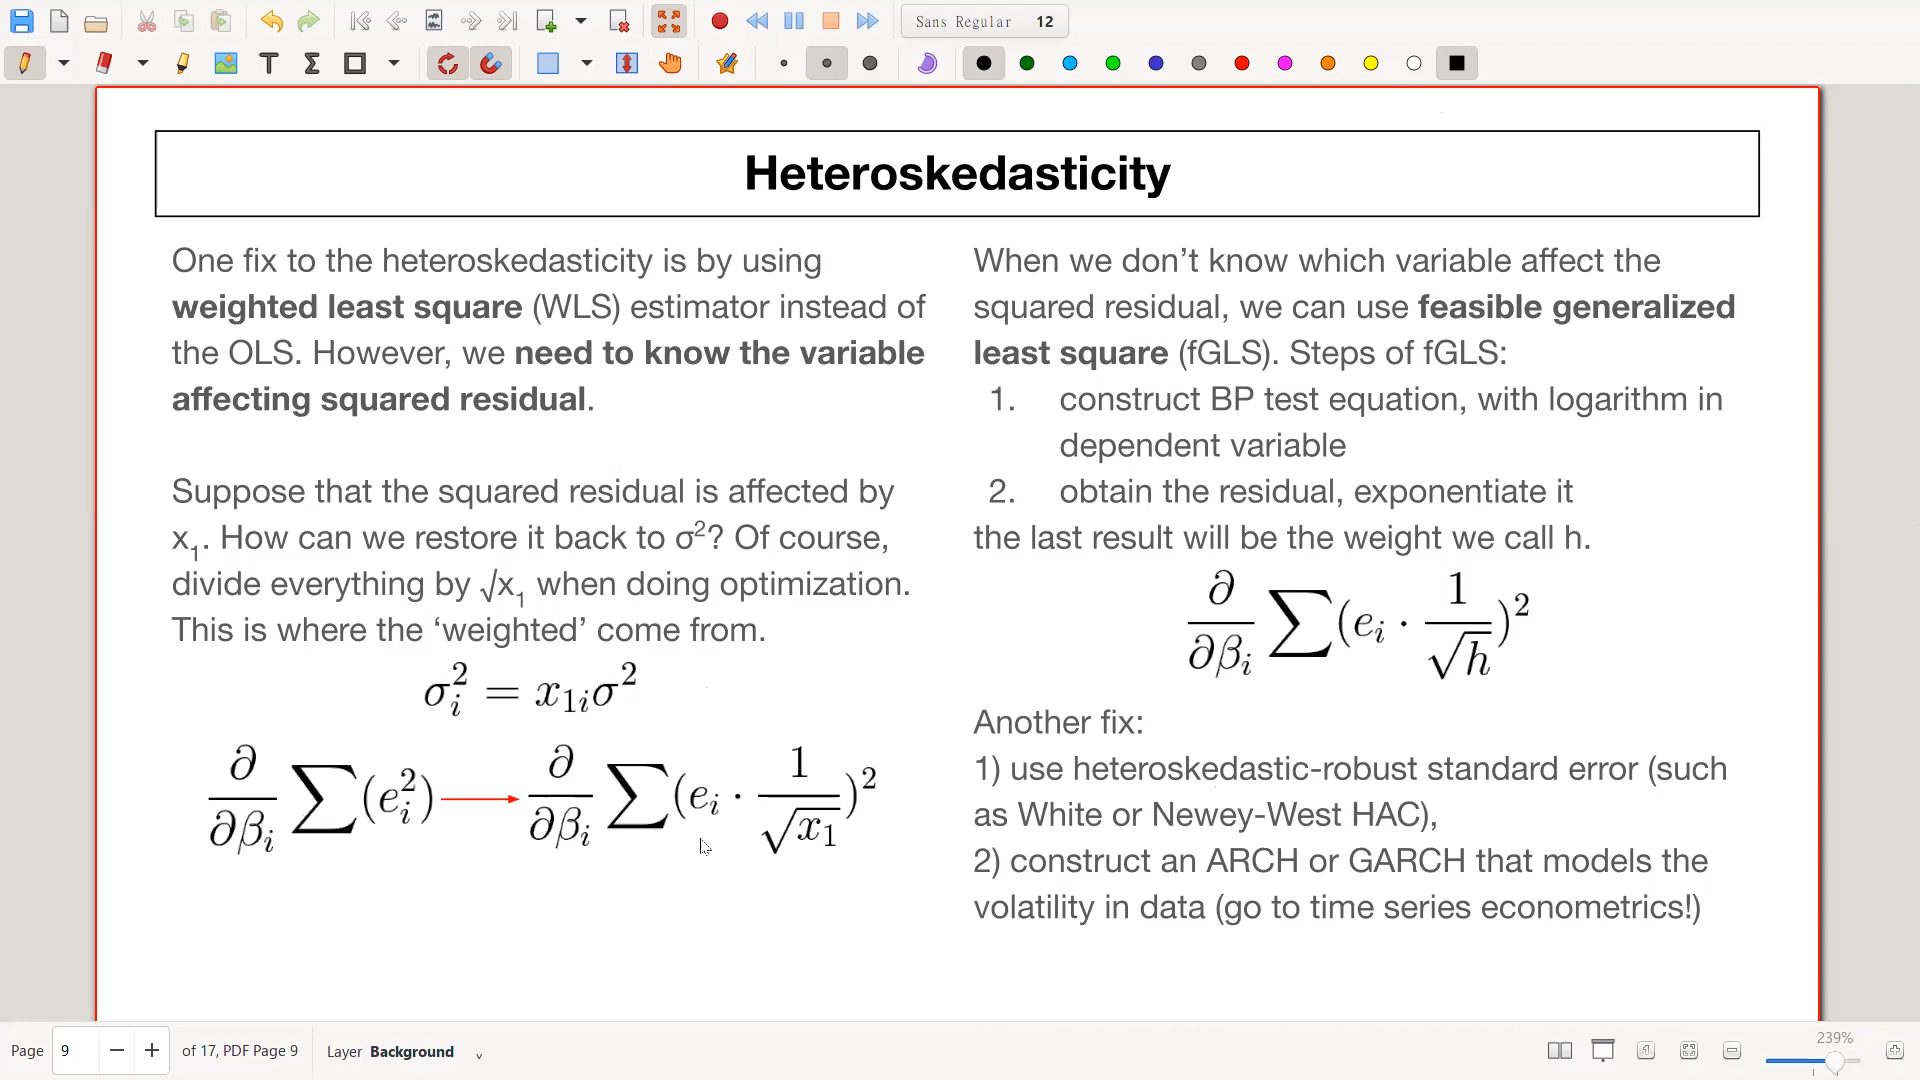 Sans Regular 12
Heteroskedasticity
One fix to the heteroskedasticity is by using
weighted least square (WLS) estimator instead of
the OLS. However, we need to know the variable
affecting squared residual.
Suppose that the squared residual is affected by
x₁. How can we restore it back to σ²? Of course,
divide everything by √x₁ when doing optimization.
This is where the ‘weighted’ come from.
σᵢ² = x₁ᵢσ²
∂/∂βᵢ ∑(eᵢ²) → ∂/∂βᵢ ∑(eᵢ · 1/√x₁)²
When we don’t know which variable affect the
squared residual, we can use feasible generalized
least square (fGLS). Steps of fGLS:
1. construct BP test equation, with logarithm in
dependent variable
2. obtain the residual, exponentiate it
the last result will be the weight we call h.
∂/∂βᵢ ∑(eᵢ · 1/√h)²
Another fix:
1) use heteroskedastic-robust standard error (such
as White or Newey-West HAC),
2) construct an ARCH or GARCH that models the
volatility in data (go to time series econometrics!)
Page 9 of 17, PDF Page 9 Layer Background
239%